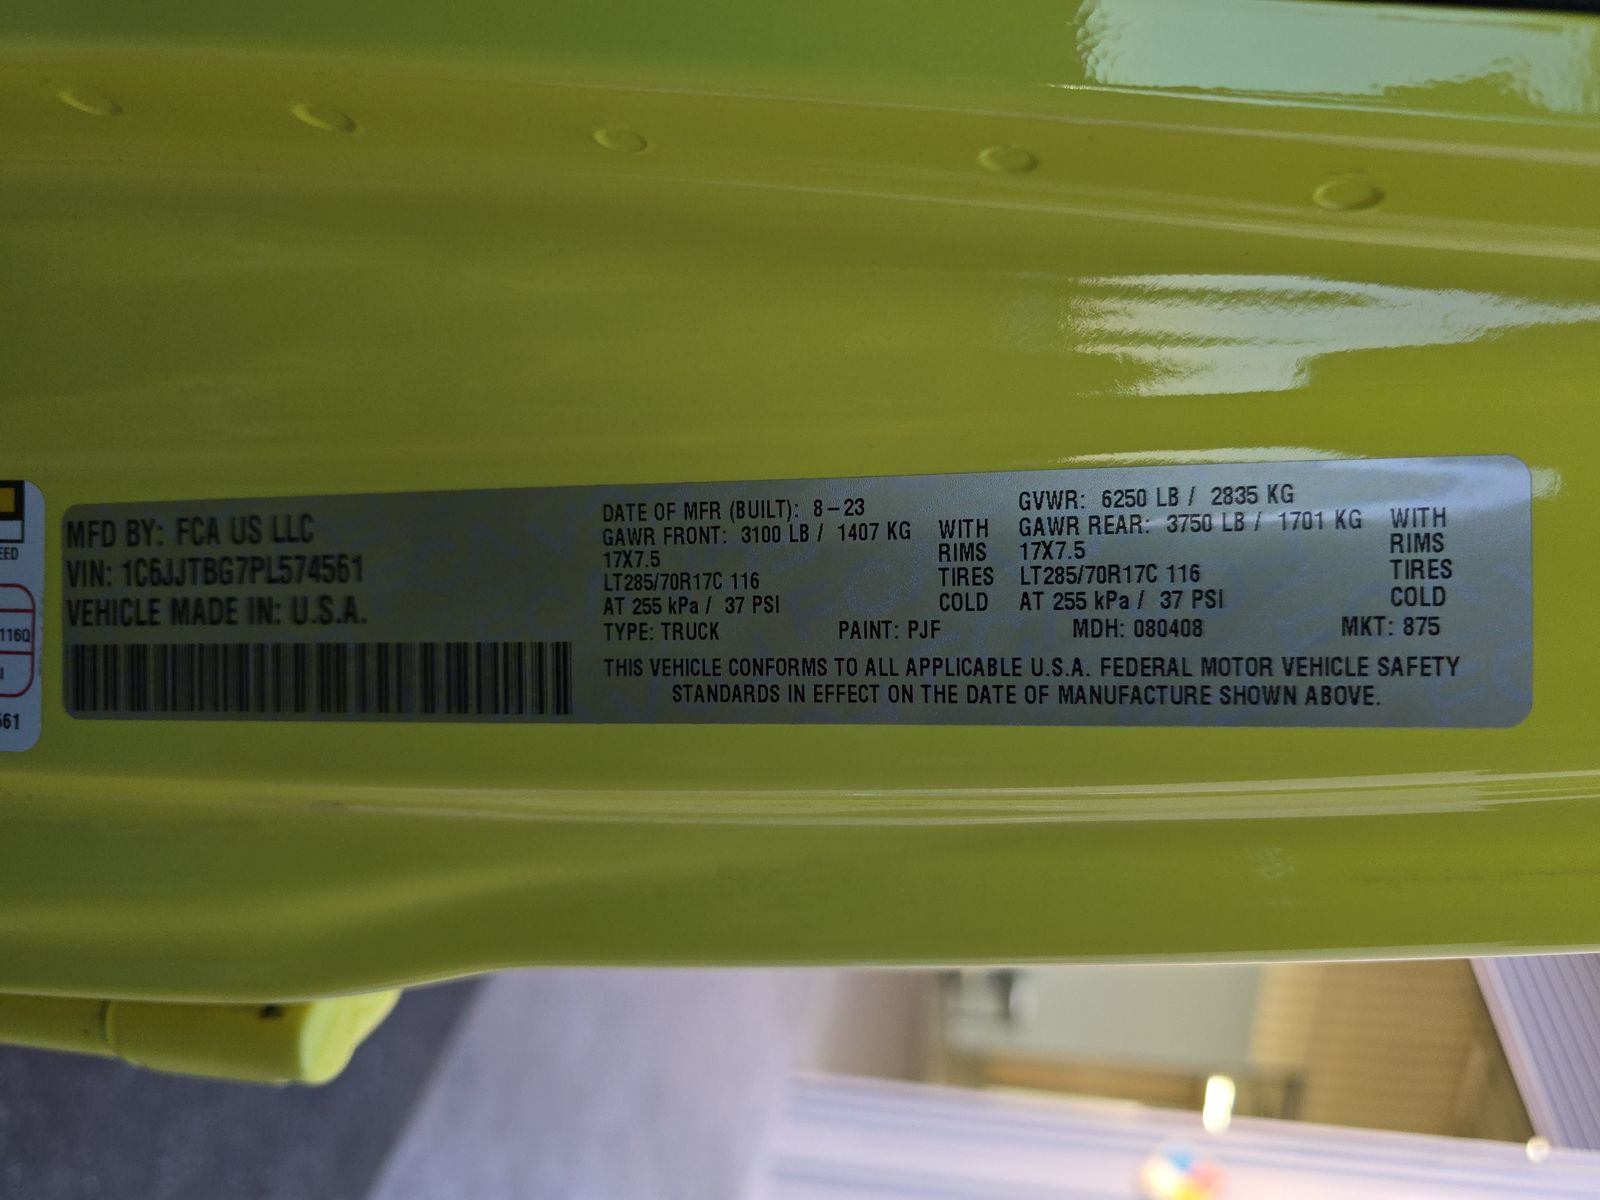 EED
116Q
561
MFD BY: FCA US LLC
VIN: 1C6JJTBG7PL574561
VEHICLE MADE IN: U.S.A.
DATE OF MFR (BUILT): 8-23
GAWR FRONT: 3100 LB / 1407 KG WITH
17X7.5 RIMS
LT285/70R17C 116 TIRES
AT 255 kPa / 37 PSI COLD
GVWR: 6250 LB / 2835 KG
GAWR REAR: 3750 LB / 1701 KG WITH
17X7.5 RIMS
LT285/70R17C 116 TIRES
AT 255 kPa / 37 PSI COLD
TYPE: TRUCK PAINT: PJF MDH: 080408 MKT: 875
THIS VEHICLE CONFORMS TO ALL APPLICABLE U.S.A. FEDERAL MOTOR VEHICLE SAFETY
STANDARDS IN EFFECT ON THE DATE OF MANUFACTURE SHOWN ABOVE.